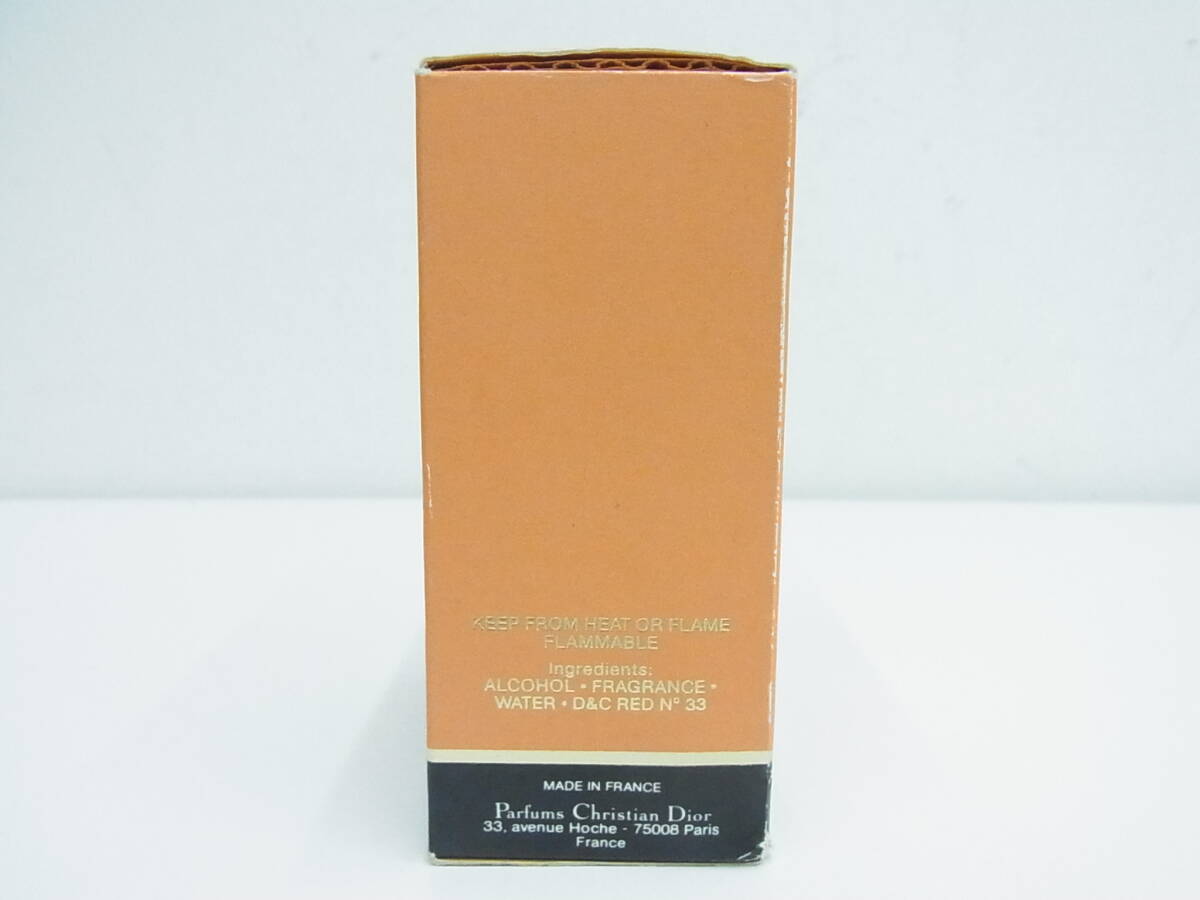 KEEP FROM HEAT OR FLAME
FLAMMABLE
Ingredients:
ALCOHOL • FRAGRANCE •
WATER • D&C RED N° 33
MADE IN FRANCE
Parfums Christian Dior
33, avenue Hoche - 75008 Paris
France